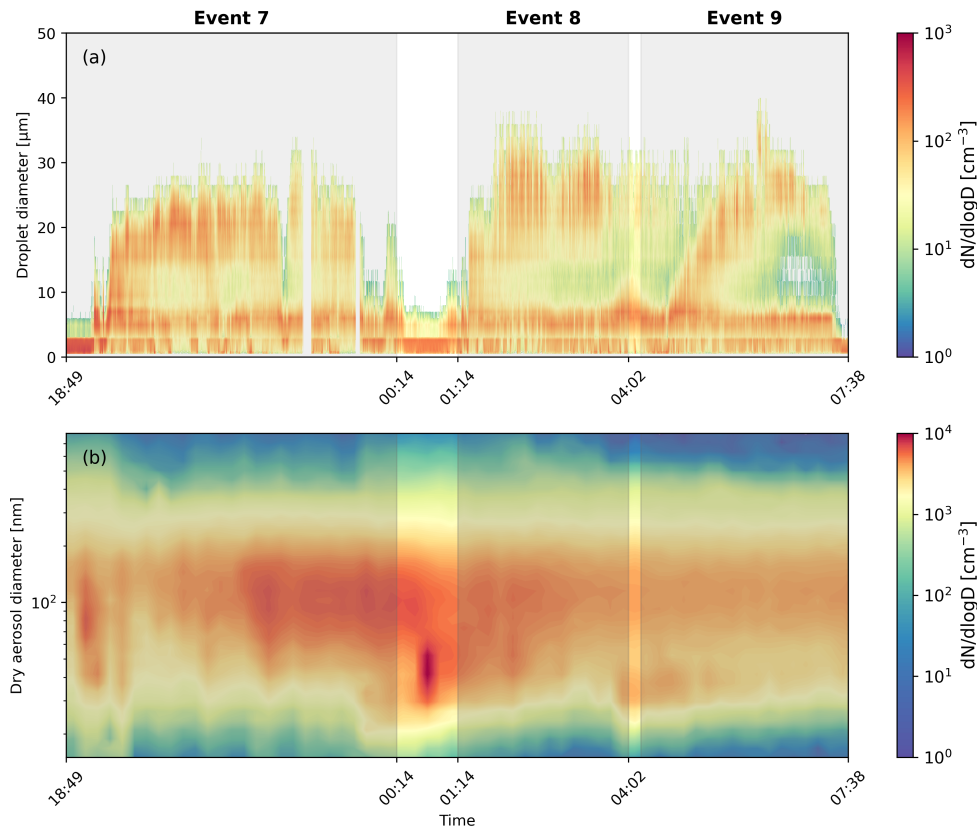 Event 7 Event 8 Event 9
(a)
Droplet diameter [µm]
50
40
30
20
10
0
18:49 00:14 01:14 04:02 07:38
10³
10²
10¹
10⁰
dN/dlogD [cm⁻³]
(b)
Dry aerosol diameter [nm]
10²
18:49 00:14 01:14 04:02 07:38
Time
10⁴
10³
10²
10¹
10⁰
dN/dlogD [cm⁻³]